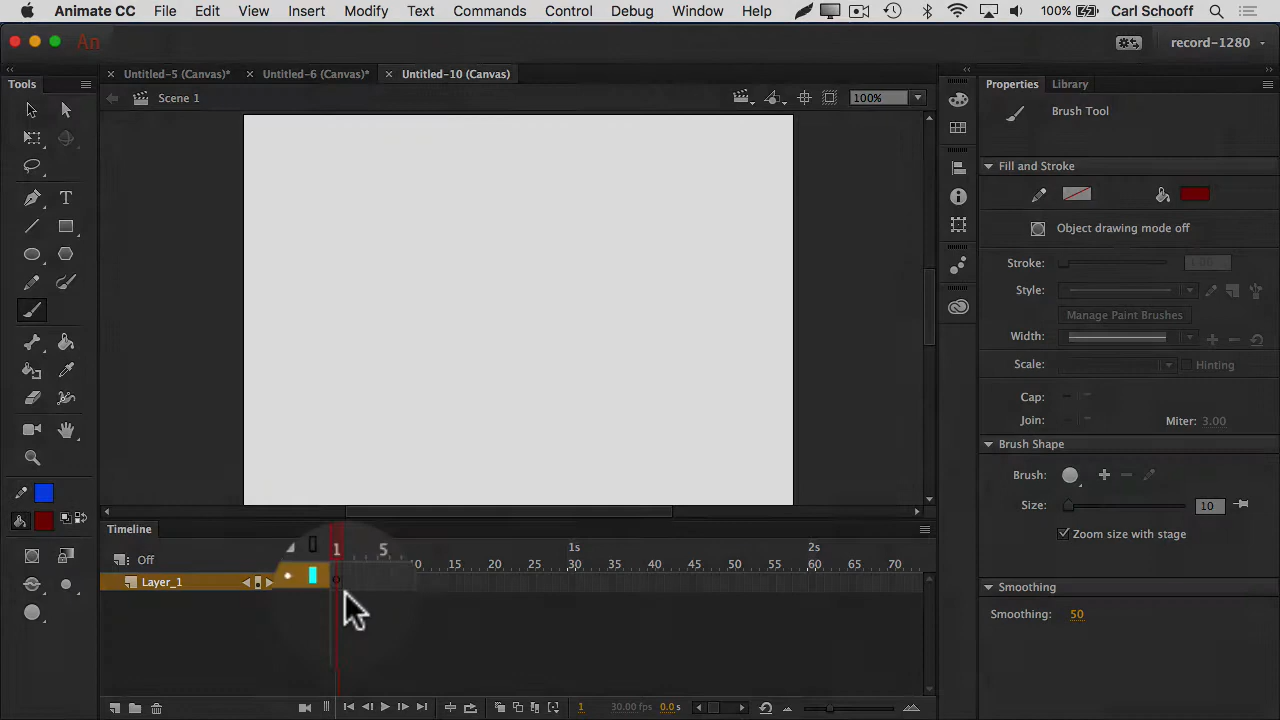 Animate CC File Edit View Insert Modify Text Commands Control Debug Window Help 100% Carl Schooff
An record-1280
Tools
Untitled-5 (Canvas)* Untitled-6 (Canvas)* Untitled-10 (Canvas)
Properties Library
Scene 1 100%
Brush Tool
Fill and Stroke
Object drawing mode off
Stroke: 1.00
Style:
Manage Paint Brushes
Width:
Scale: Hinting
Cap:
Join: Miter: 3.00
Brush Shape
Brush:
Size: 10
Zoom size with stage
Timeline
1 5 1s 2s
Off 10 15 20 25 30 35 40 45 50 55 60 65 70
Layer_1
Smoothing
Smoothing: 50
1 30.00 fps 0.0 s